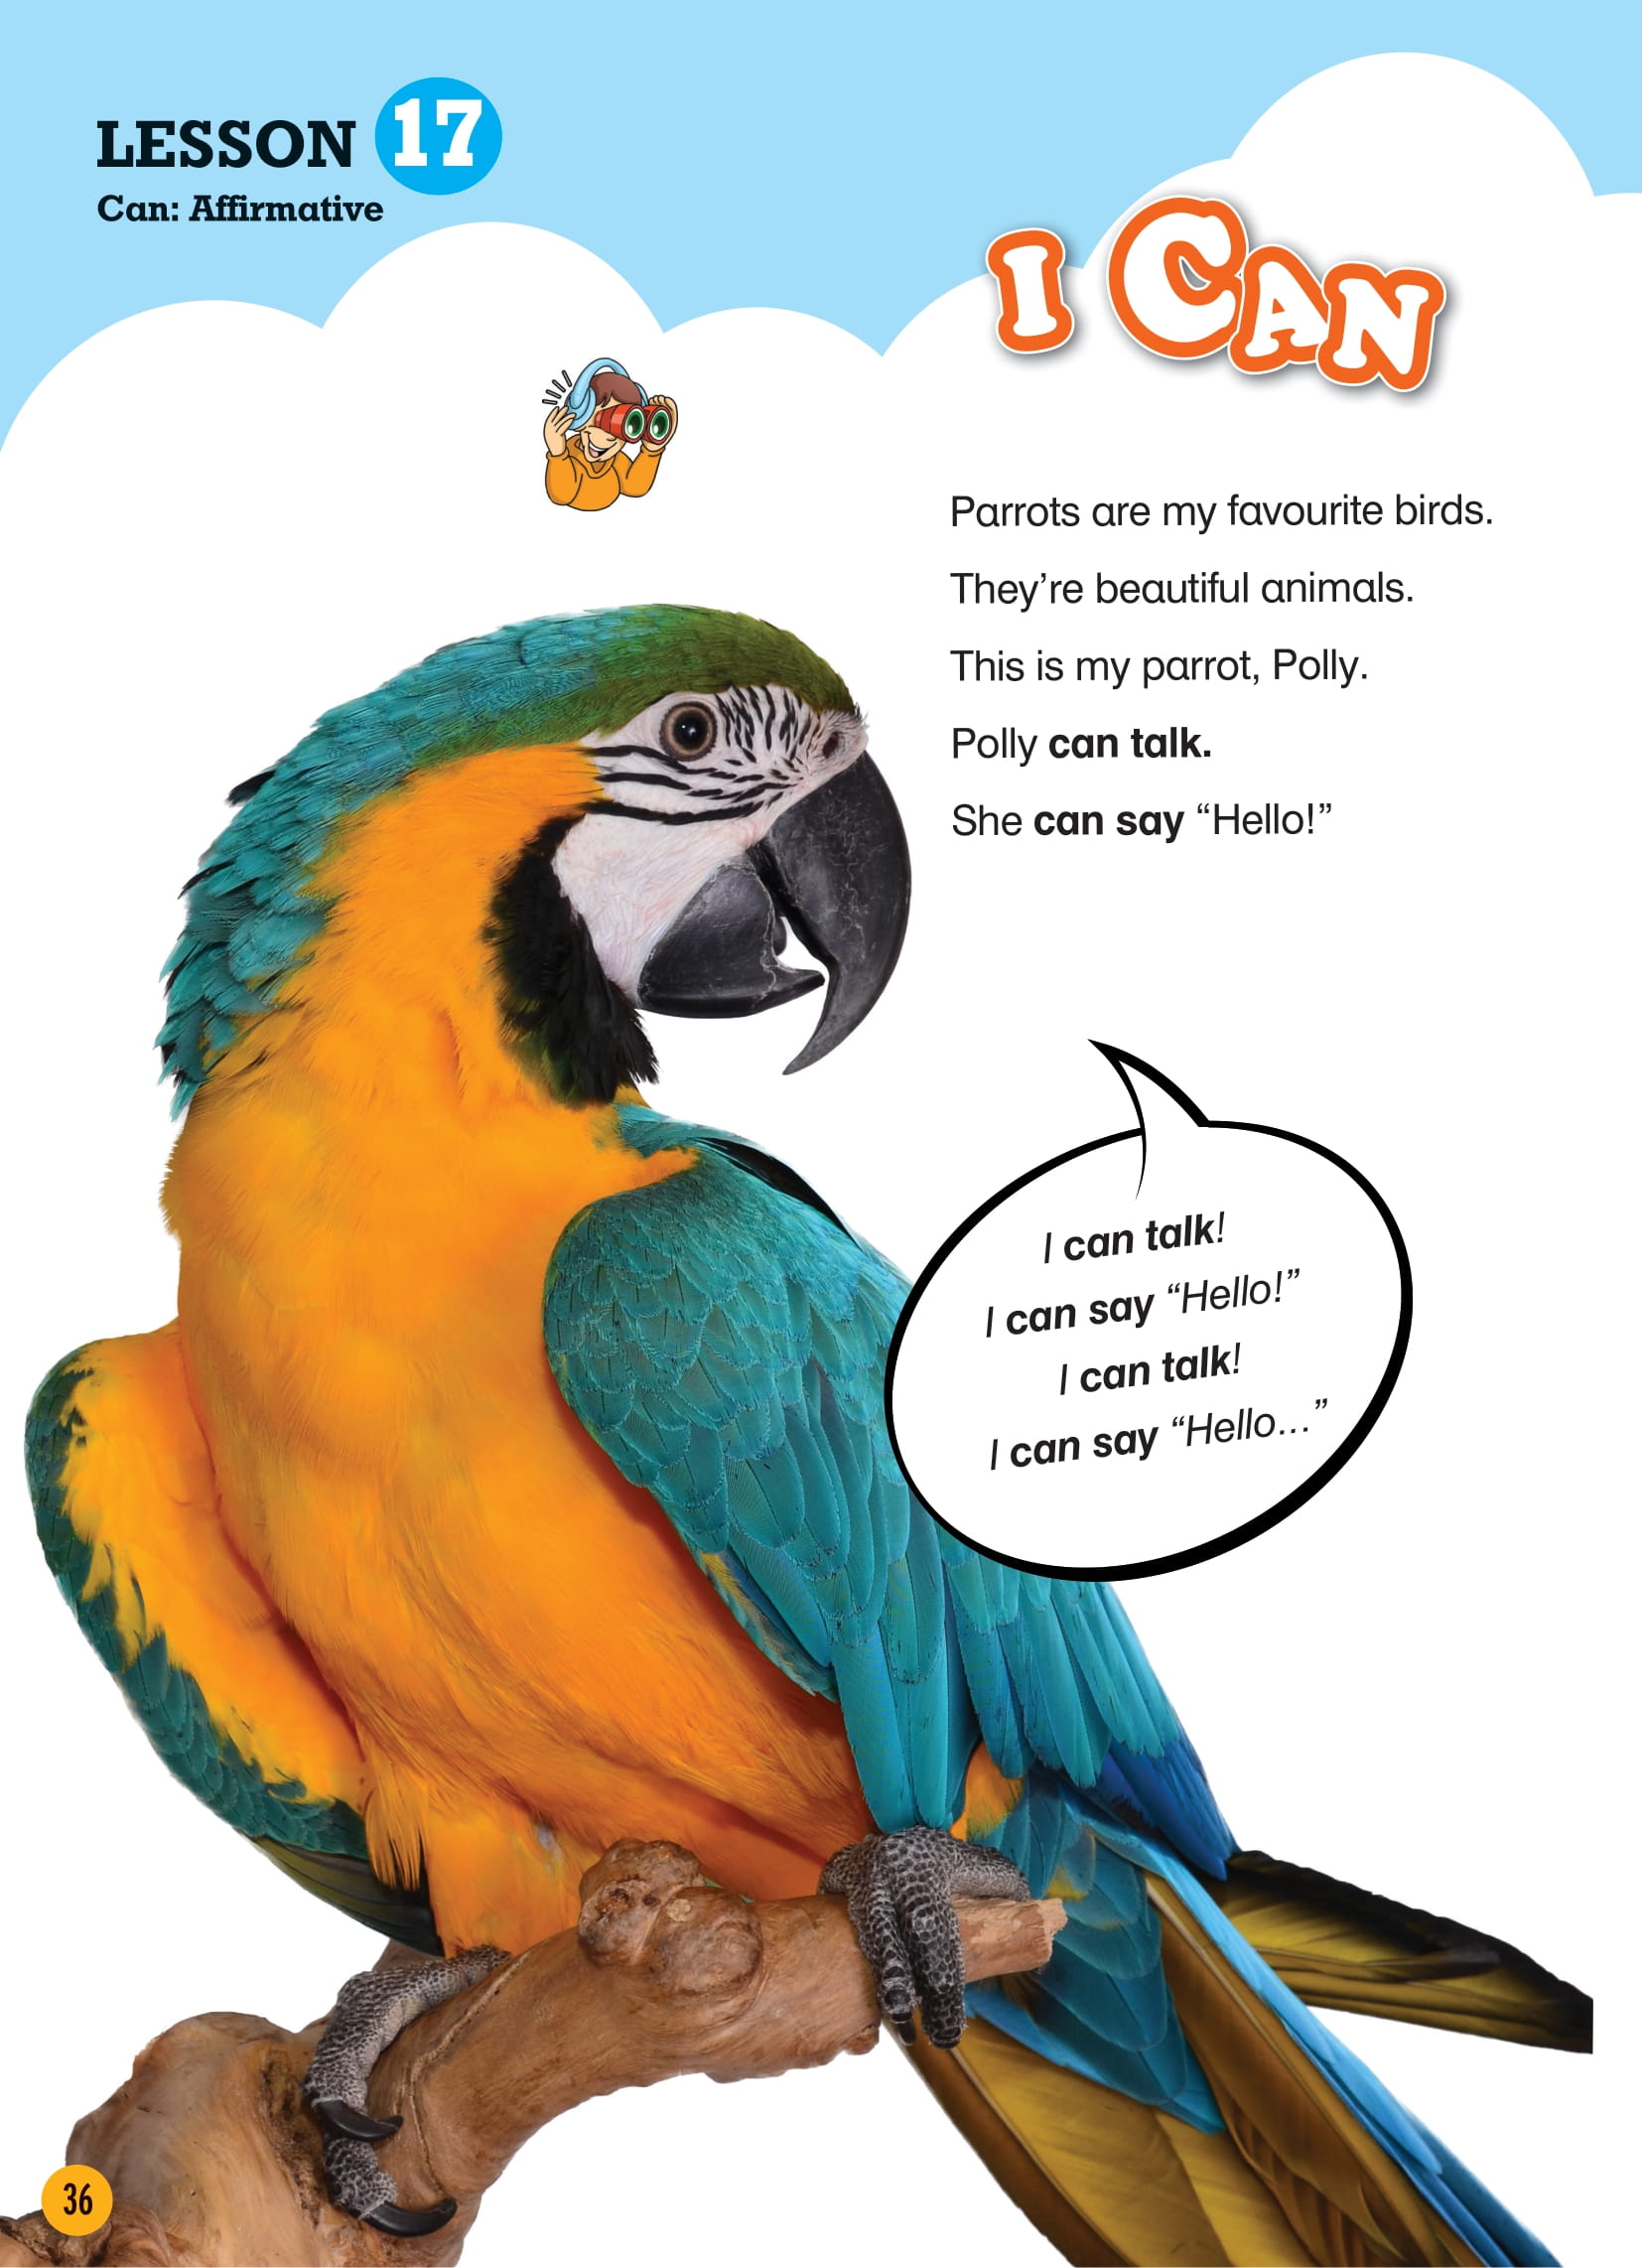 LESSON 17
Can: Affirmative
I CAN
Parrots are my favourite birds.
They’re beautiful animals.
This is my parrot, Polly.
Polly can talk.
She can say “Hello!”
I can talk!
I can say “Hello!”
I can talk!
I can say “Hello...”
36